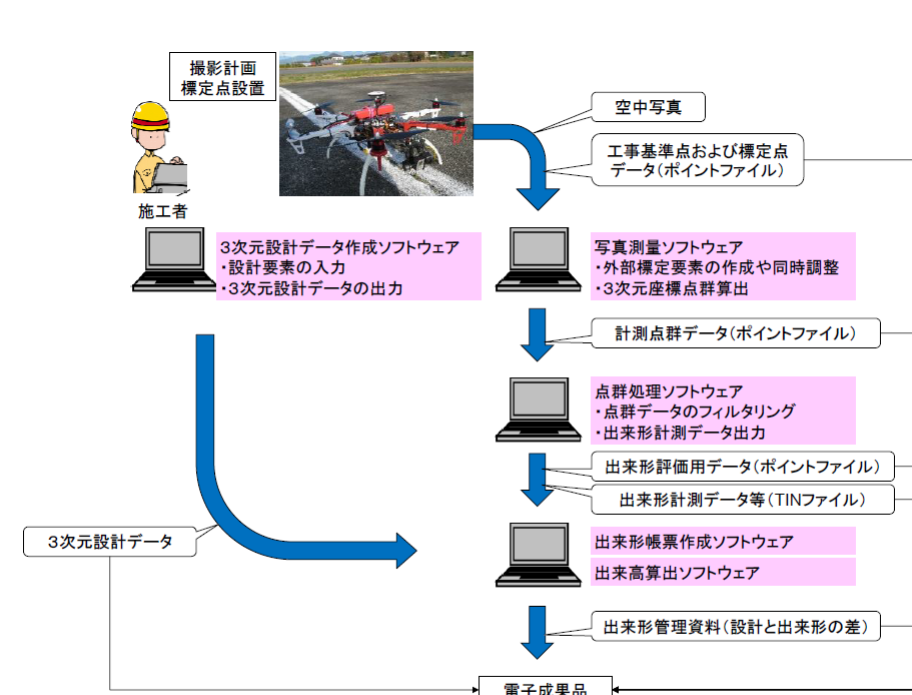 撮影計画
標定点設置
空中写真
工事基準点および標定点
データ(ポイントファイル)
施工者
3次元設計データ作成ソフトウェア
・設計要素の入力
・3次元設計データの出力
写真測量ソフトウェア
・外部標定要素の作成や同時調整
・3次元座標点群算出
計測点群データ(ポイントファイル)
点群処理ソフトウェア
・点群データのフィルタリング
・出来形計測データ出力
出来形評価用データ(ポイントファイル)
出来形計測データ等(TINファイル)
3次元設計データ
出来形帳票作成ソフトウェア
出来高算出ソフトウェア
出来形管理資料(設計と出来形の差)
電子成果品